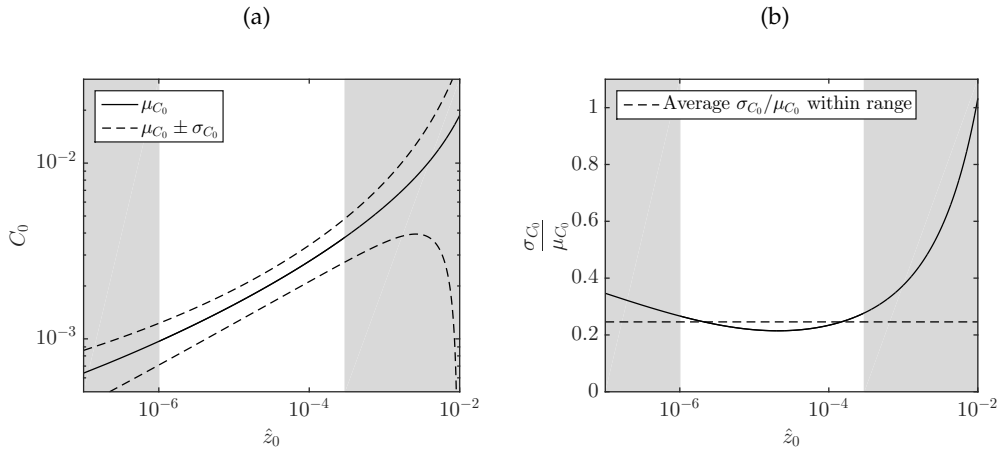 (a)
μ_{C_0}
μ_{C_0} ± σ_{C_0}
10^{-2}
10^{-3}
C_0
10^{-6}
10^{-4}
10^{-2}
ẑ_0
(b)
Average σ_{C_0}/μ_{C_0} within range
1
0.8
0.6
0.4
0.2
0
σ_{C_0}
μ_{C_0}
10^{-6}
10^{-4}
10^{-2}
ẑ_0